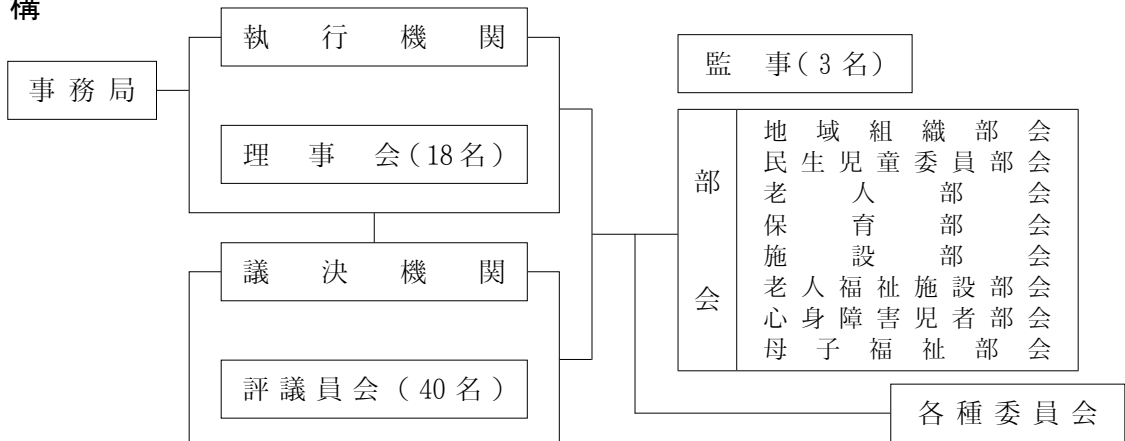 構
執行機関
事務局
理事会(18名)
議決機関
評議員会(40名)
監事(3名)
部会
地域組織部会
民生児童委員部会
老人部会
保育部会
施設部会
老人福祉施設部会
心身障害児者部会
母子福祉部会
各種委員会